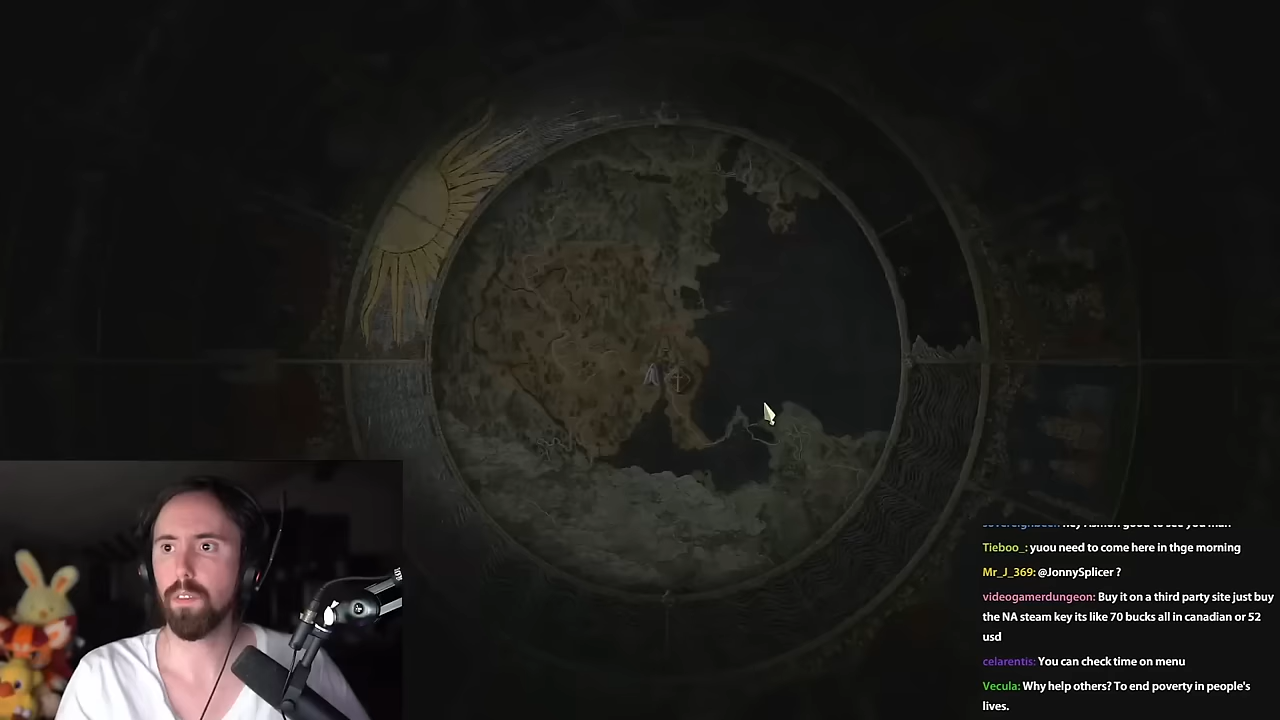 Tieboo_: yuou need to come here in thge morning
Mr_J_369: @JonnySplicer ?
videogamerdungeon: Buy it on a third party site just buy
the NA steam key its like 70 bucks all in canadian or 52
usd
celarentis: You can check time on menu
Vecula: Why help others? To end poverty in people's
lives.